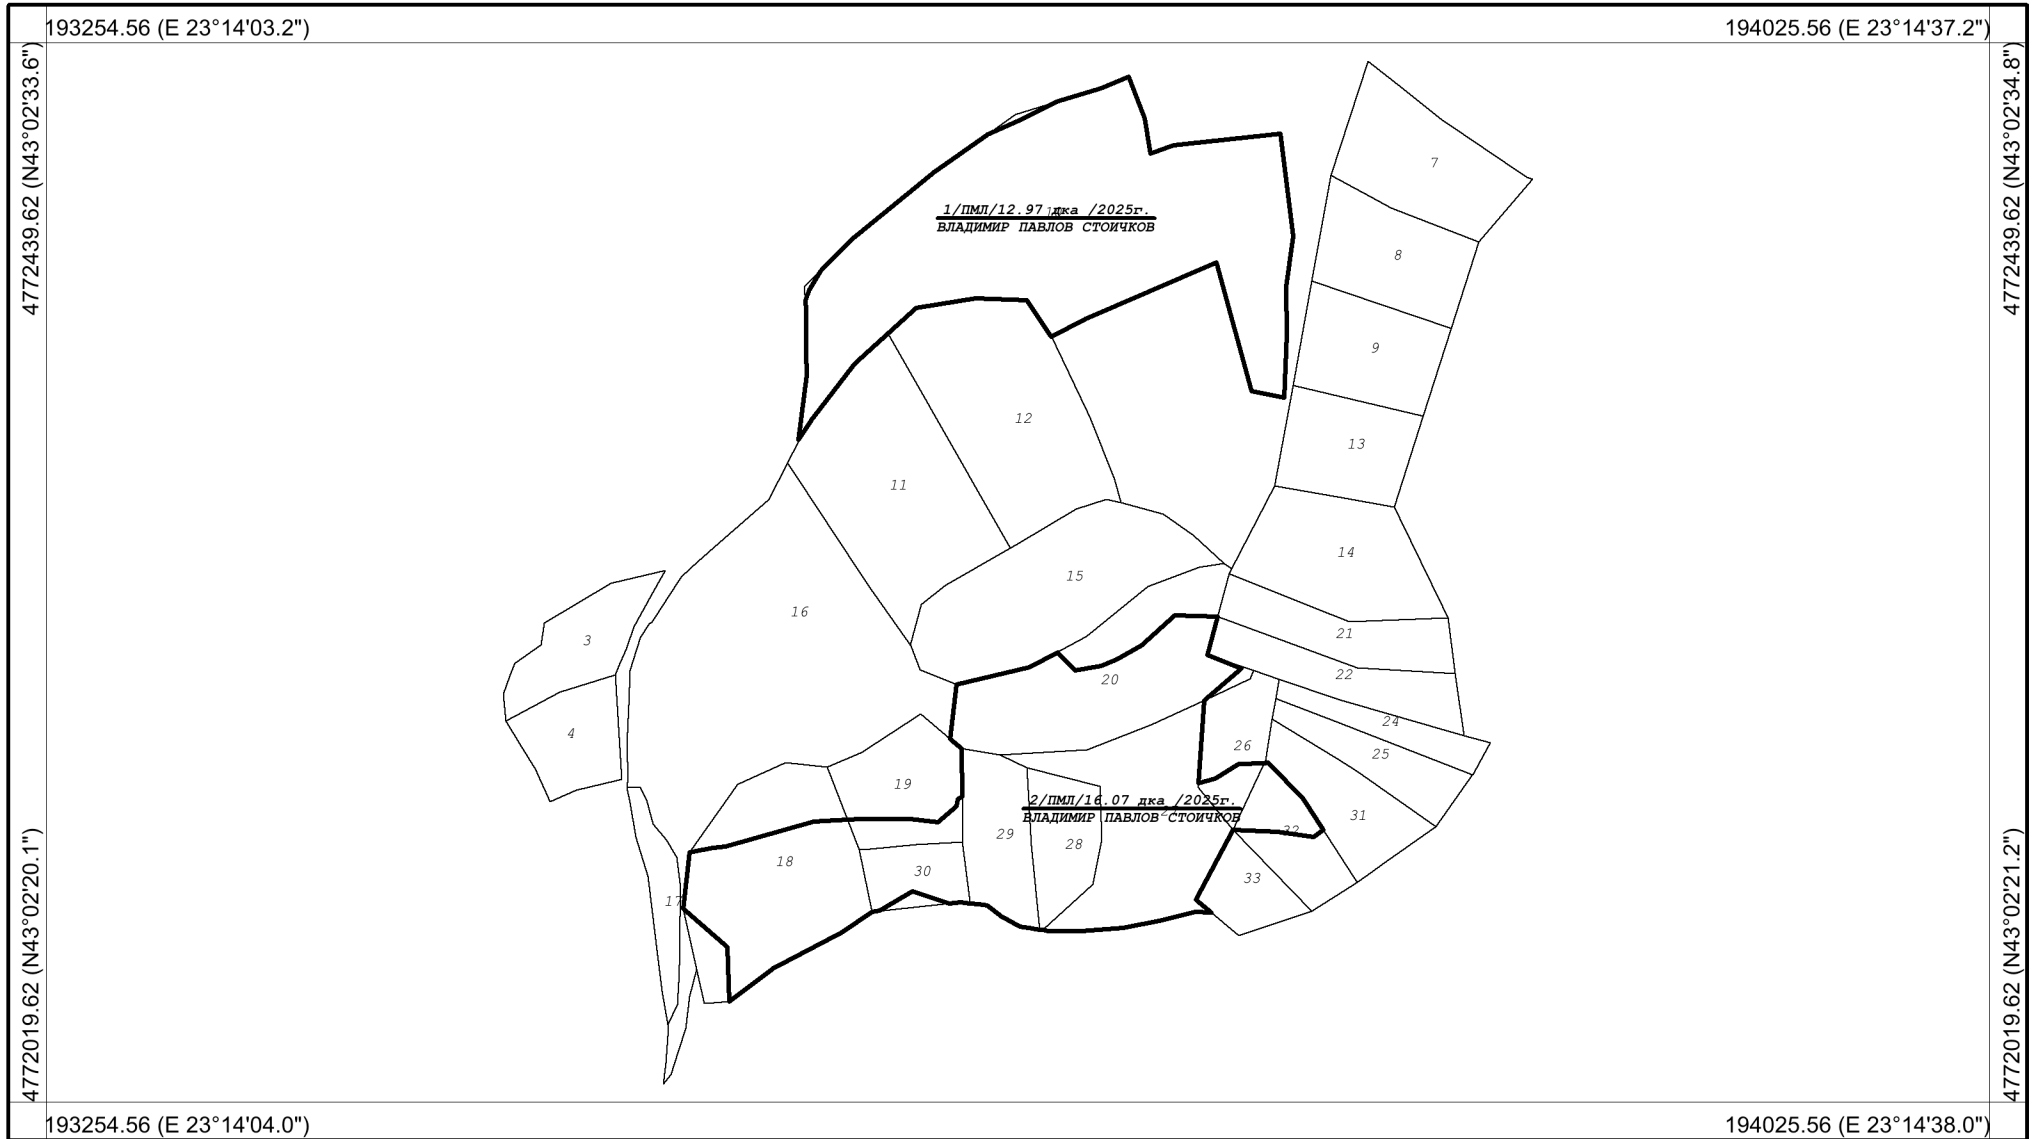 193254.56 (E 23°14'03.2")
194025.56 (E 23°14'37.2")
4772439.62 (N43°02'33.6")
4772439.62 (N43°02'34.8")
7
1/ПМЛ/12.97 дка /2025г.
ВЛАДИМИР ПАВЛОВ СТОИЧКОВ
8
9
12
13
11
14
15
16
21
3
22
20
24
4
26
25
19
2/ПМЛ/16.07 дка /2025г.
ВЛАДИМИР ПАВЛОВ СТОИЧКОВ
31
32
29
28
18
30
33
17
4772019.62 (N43°02'20.1")
4772019.62 (N43°02'21.2")
193254.56 (E 23°14'04.0")
194025.56 (E 23°14'38.0")